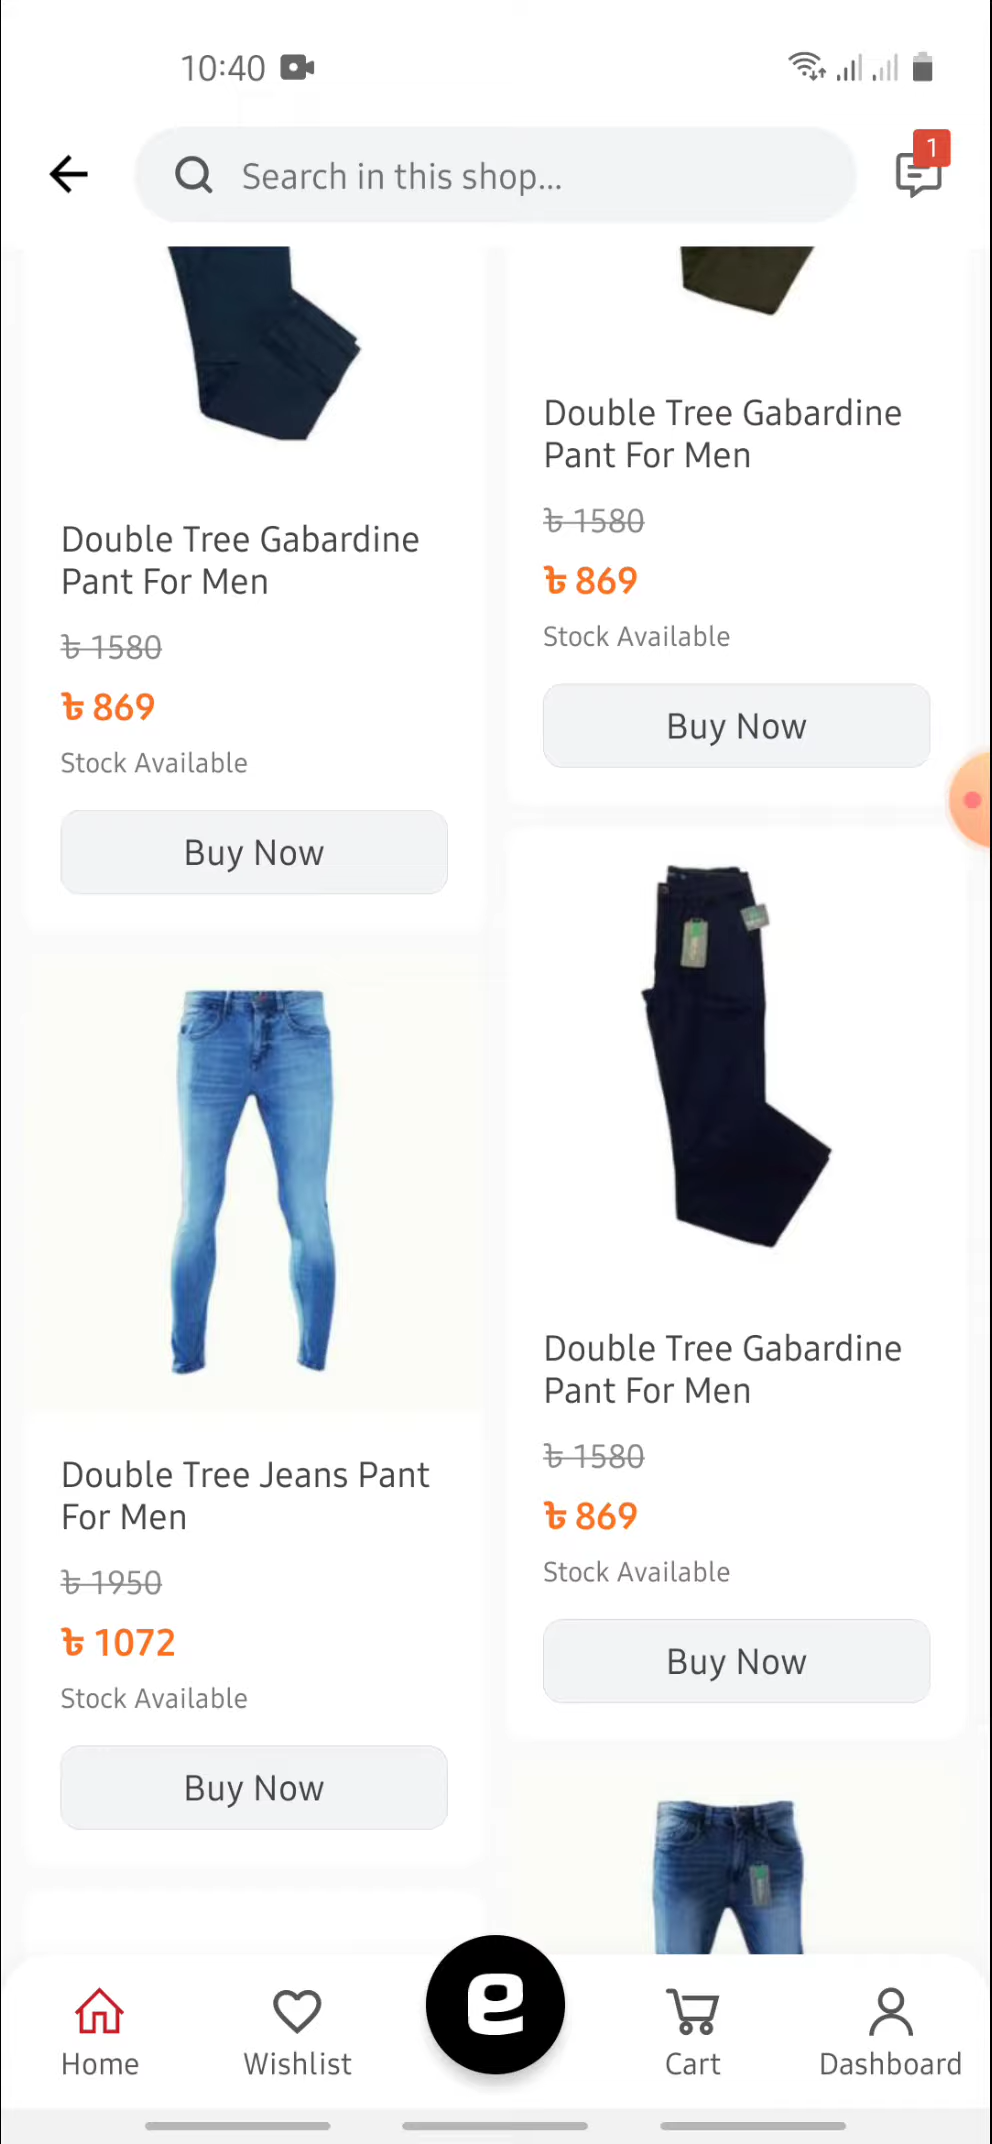 10:40
Search in this shop...
1
Double Tree Gabardine
Pant For Men
৳ 1580
৳ 869
Stock Available
Buy Now
Double Tree Gabardine
Pant For Men
৳ 1580
৳ 869
Stock Available
Buy Now
Double Tree Jeans Pant
For Men
৳ 1950
৳ 1072
Stock Available
Buy Now
Double Tree Gabardine
Pant For Men
৳ 1580
৳ 869
Stock Available
Buy Now
e
Home
Wishlist
Cart
Dashboard